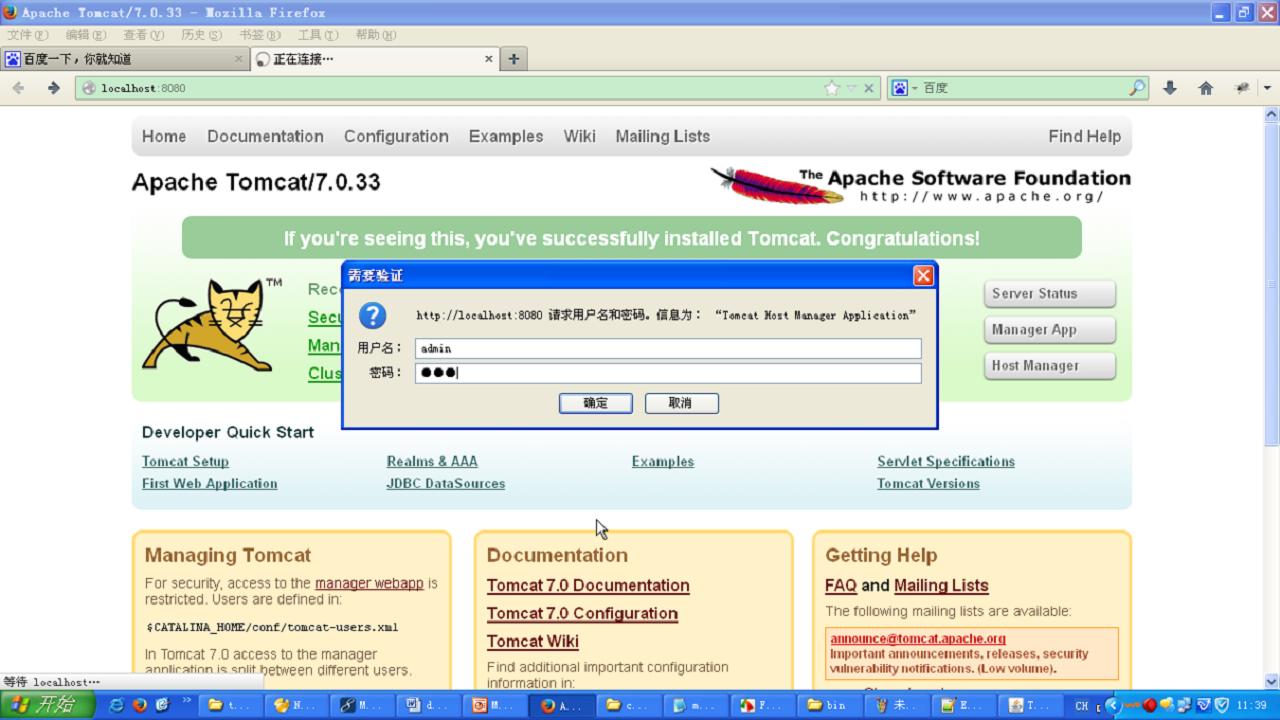 Apache Tomcat/7.0.33 - Mozilla Firefox
文件(F) 编辑(E) 查看(V) 历史(S) 书签(B) 工具(T) 帮助(H)
百度一下，你就知道 × 正在连接… × +
localhost:8080 百度
Home Documentation Configuration Examples Wiki Mailing Lists Find Help
Apache Tomcat/7.0.33
The Apache Software Foundation
http://www.apache.org/
If you're seeing this, you've successfully installed Tomcat. Congratulations!
TM
Rec
Secu
Man
Clus
需要验证
http://localhost:8080 请求用户名和密码。信息为： “Tomcat Host Manager Application”
用户名： admin
密码： ●●●
确定 取消
Server Status
Manager App
Host Manager
Developer Quick Start
Tomcat Setup Realms & AAA Examples Servlet Specifications
First Web Application JDBC DataSources Tomcat Versions
Managing Tomcat
For security, access to the manager webapp is
restricted. Users are defined in:
$CATALINA_HOME/conf/tomcat-users.xml
In Tomcat 7.0 access to the manager
application is split between different users.
Documentation
Tomcat 7.0 Documentation
Tomcat 7.0 Configuration
Tomcat Wiki
Find additional important configuration
information in:
Getting Help
FAQ and Mailing Lists
The following mailing lists are available:
announce@tomcat.apache.org
Important announcements, releases, security
vulnerability notifications. (Low volume).
等待 localhost…
开始 t... N... M... d... M... A... c... m... F... bin 未... E... T... CH 11:39